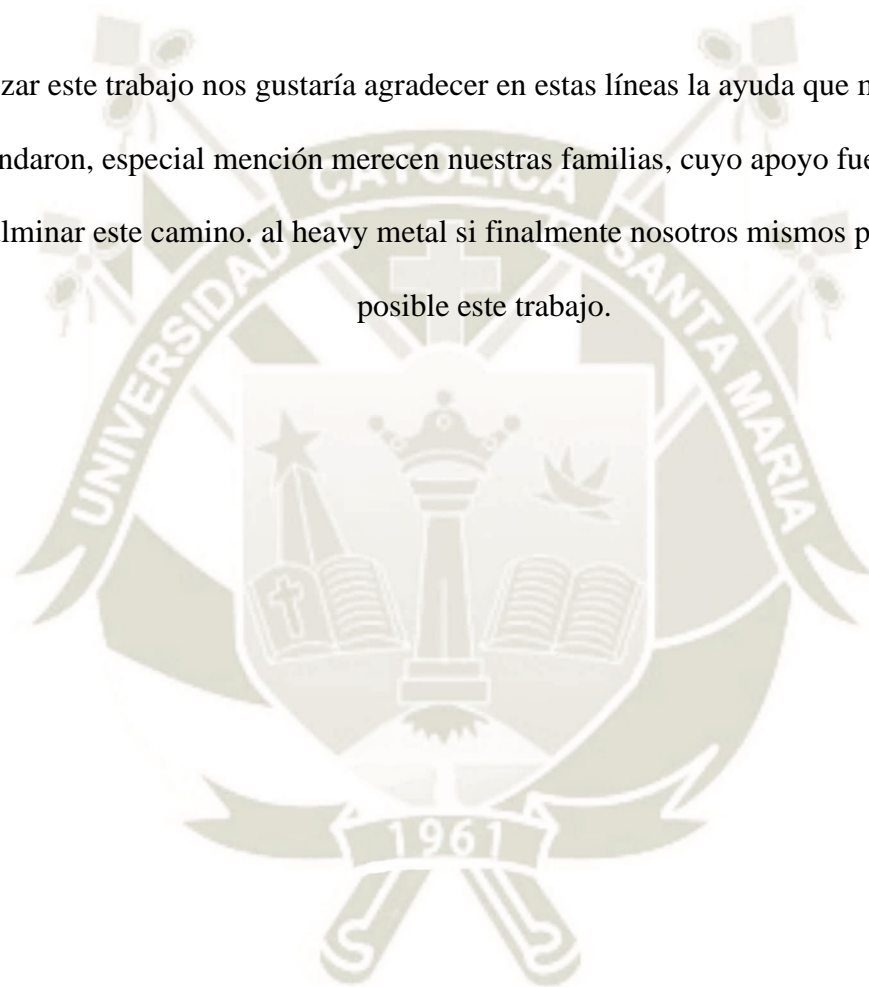 zar este trabajo nos gustaría agradecer en estas líneas la ayuda que
ndaron, especial mención merecen nuestras familias, cuyo apoyo fue
lminar este camino. al heavy metal si finalmente nosotros mismos p
posible este trabajo.
UNIVERSIDAD CATOLICA SANTA MARIA
1961
S